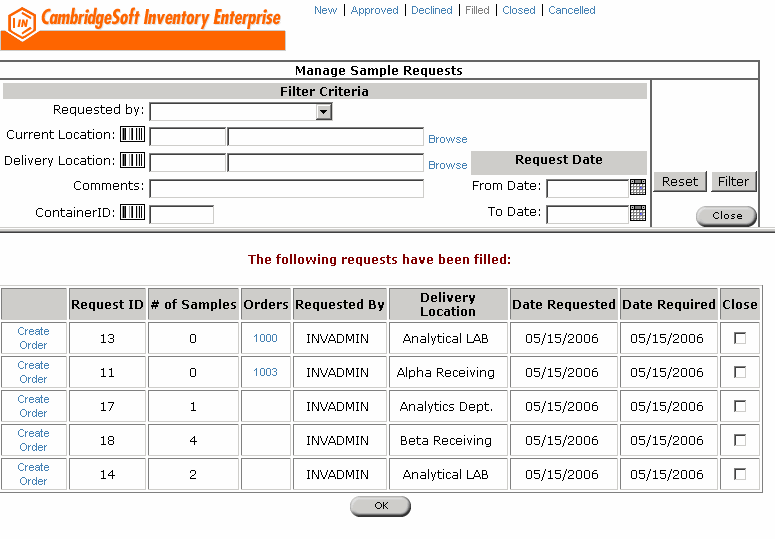 IN CambridgeSoft Inventory Enterprise
New | Approved | Declined | Filled | Closed | Cancelled
Manage Sample Requests
Filter Criteria
Requested by:
Current Location: Browse
Delivery Location: Browse Request Date
Comments: From Date: Reset Filter
ContainerID: To Date: Close
The following requests have been filled:
Request ID # of Samples Orders Requested By Delivery Location Date Requested Date Required Close
Create Order 13 0 1000 INVADMIN Analytical LAB 05/15/2006 05/15/2006
Create Order 11 0 1003 INVADMIN Alpha Receiving 05/15/2006 05/15/2006
Create Order 17 1 INVADMIN Analytics Dept. 05/15/2006 05/15/2006
Create Order 18 4 INVADMIN Beta Receiving 05/15/2006 05/15/2006
Create Order 14 2 INVADMIN Analytical LAB 05/15/2006 05/15/2006
OK